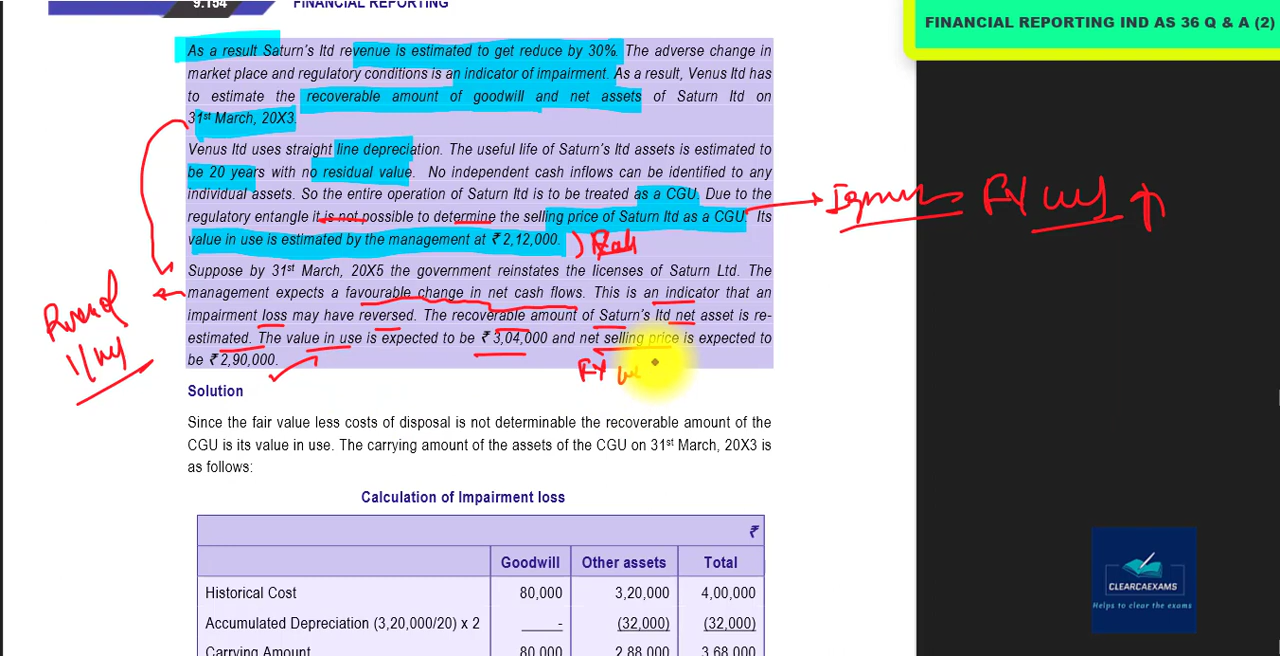 9.154 FINANCIAL REPORTING
FINANCIAL REPORTING IND AS 36 Q & A (2)
As a result Saturn's ltd revenue is estimated to get reduce by 30%. The adverse change in
market place and regulatory conditions is an indicator of impairment. As a result, Venus ltd has
to estimate the recoverable amount of goodwill and net assets of Saturn ltd on
31st March, 20X3.
Venus ltd uses straight line depreciation. The useful life of Saturn's ltd assets is estimated to
be 20 years with no residual value. No independent cash inflows can be identified to any
individual assets. So the entire operation of Saturn ltd is to be treated as a CGU. Due to the
regulatory entangle it is not possible to determine the selling price of Saturn ltd as a CGU. Its
value in use is estimated by the management at ₹ 2,12,000.
Suppose by 31st March, 20X5 the government reinstates the licenses of Saturn Ltd. The
management expects a favourable change in net cash flows. This is an indicator that an
impairment loss may have reversed. The recoverable amount of Saturn's ltd net asset is re-
estimated. The value in use is expected to be ₹ 3,04,000 and net selling price is expected to
be ₹ 2,90,000.
Solution
Since the fair value less costs of disposal is not determinable the recoverable amount of the
CGU is its value in use. The carrying amount of the assets of the CGU on 31st March, 20X3 is
as follows:
Calculation of Impairment loss
₹
Goodwill Other assets Total
Historical Cost 80,000 3,20,000 4,00,000
Accumulated Depreciation (3,20,000/20) x 2 - (32,000) (32,000)
Carrying Amount 80,000 2,88,000 3,68,000
CLEARCAEXAMS
Helps to clear the exams